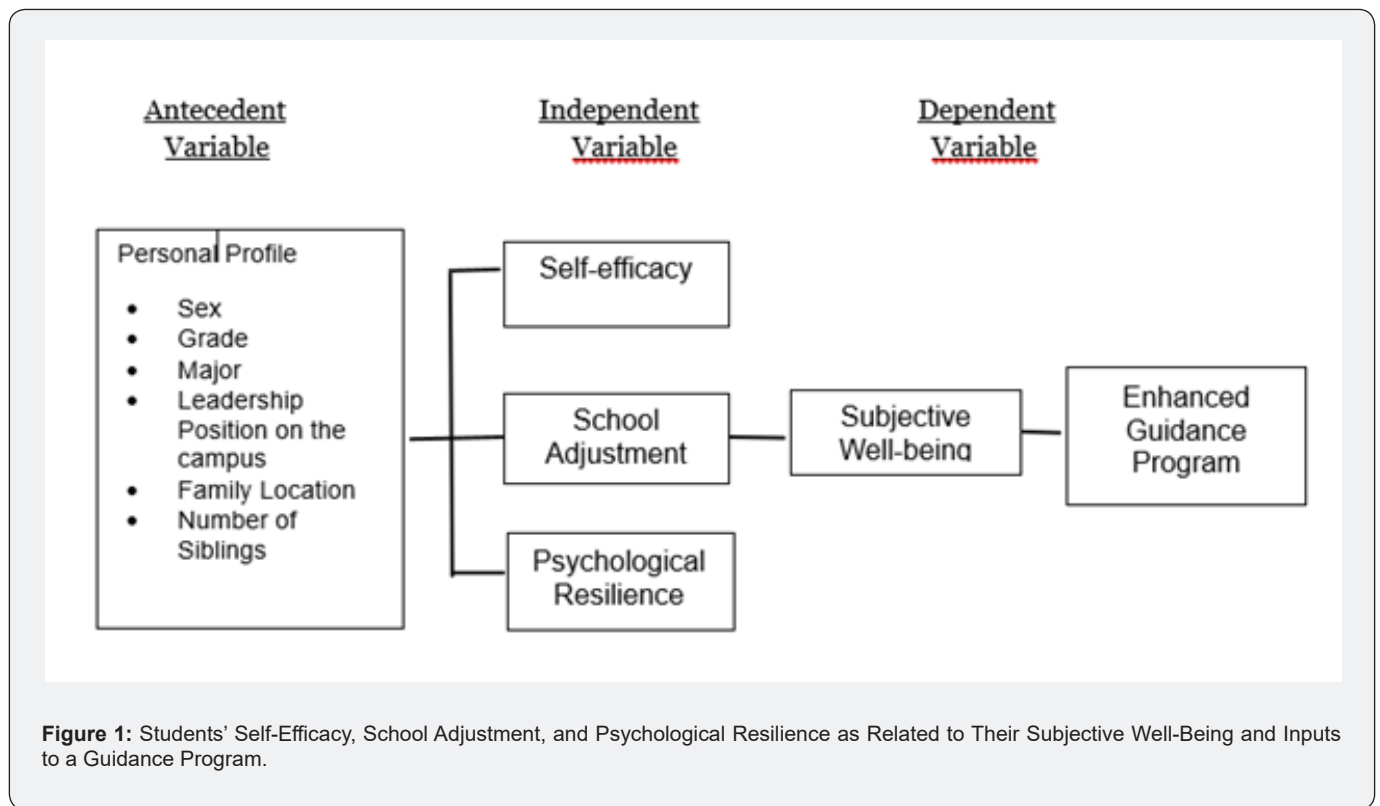 Antecedent
Variable
Independent
Variable
Dependent
Variable
Personal Profile
• Sex
• Grade
• Major
• Leadership
Position on the
campus
• Family Location
• Number of
Siblings
Self-efficacy
School
Adjustment
Psychological
Resilience
Subjective
Well-being
Enhanced
Guidance
Program
Figure 1: Students’ Self-Efficacy, School Adjustment, and Psychological Resilience as Related to Their Subjective Well-Being and Inputs
to a Guidance Program.